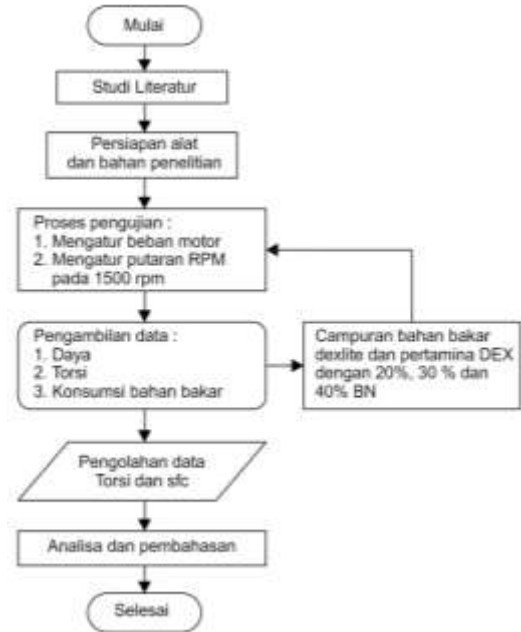 Mulai
Studi Literatur
Persiapan alat
dan bahan penelitian
Proses pengujian :
1. Mengatur beban motor
2. Mengatur putaran RPM
pada 1500 rpm
Pengambilan data :
1. Daya
2. Torsi
3. Konsumsi bahan bakar
Campuran bahan bakar
dexlite dan pertamina DEX
dengan 20%, 30 % dan
40% BN
Pengolahan data
Torsi dan sfc
Analisa dan pembahasan
Selesai